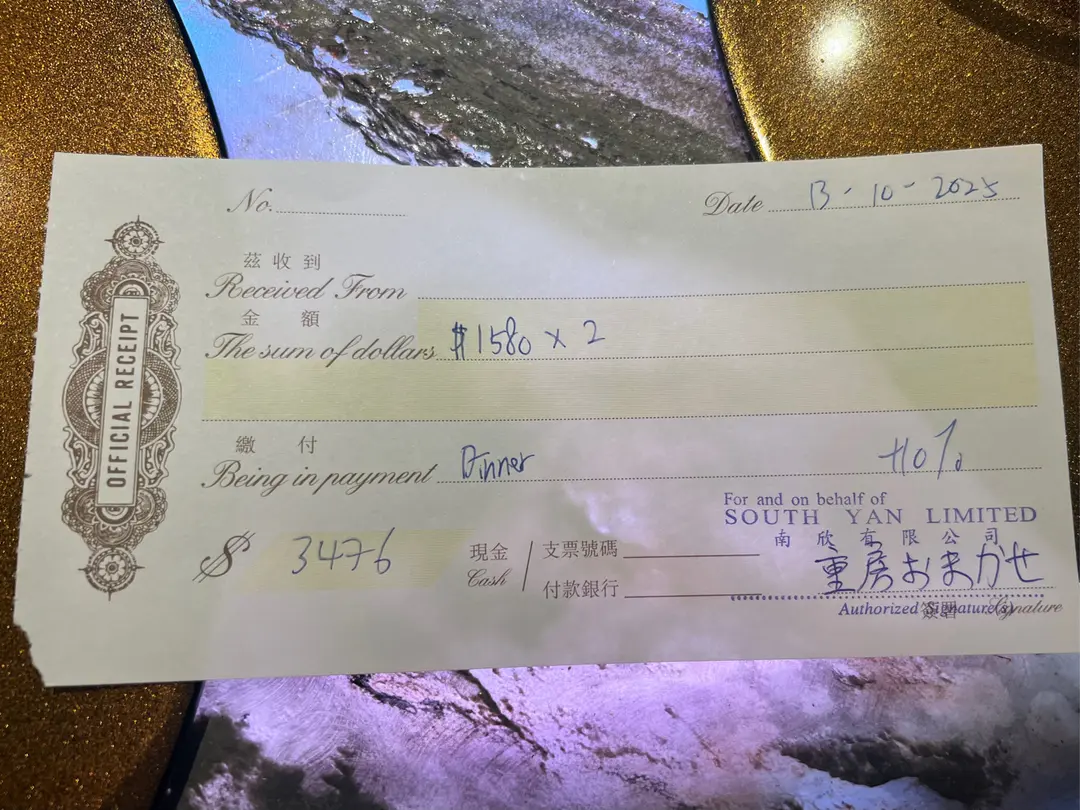 No.
Date 13-10-2025
茲收到
Received From
金額
The sum of dollars $1580 x 2
繳付
Being in payment Dinner +10%
For and on behalf of
SOUTH YAN LIMITED
南欣有限公司
$ 3476
現金
Cash
支票號碼
付款銀行
重房おまかせ
Authorized Signature(s)
簽署 Signature
OFFICIAL RECEIPT